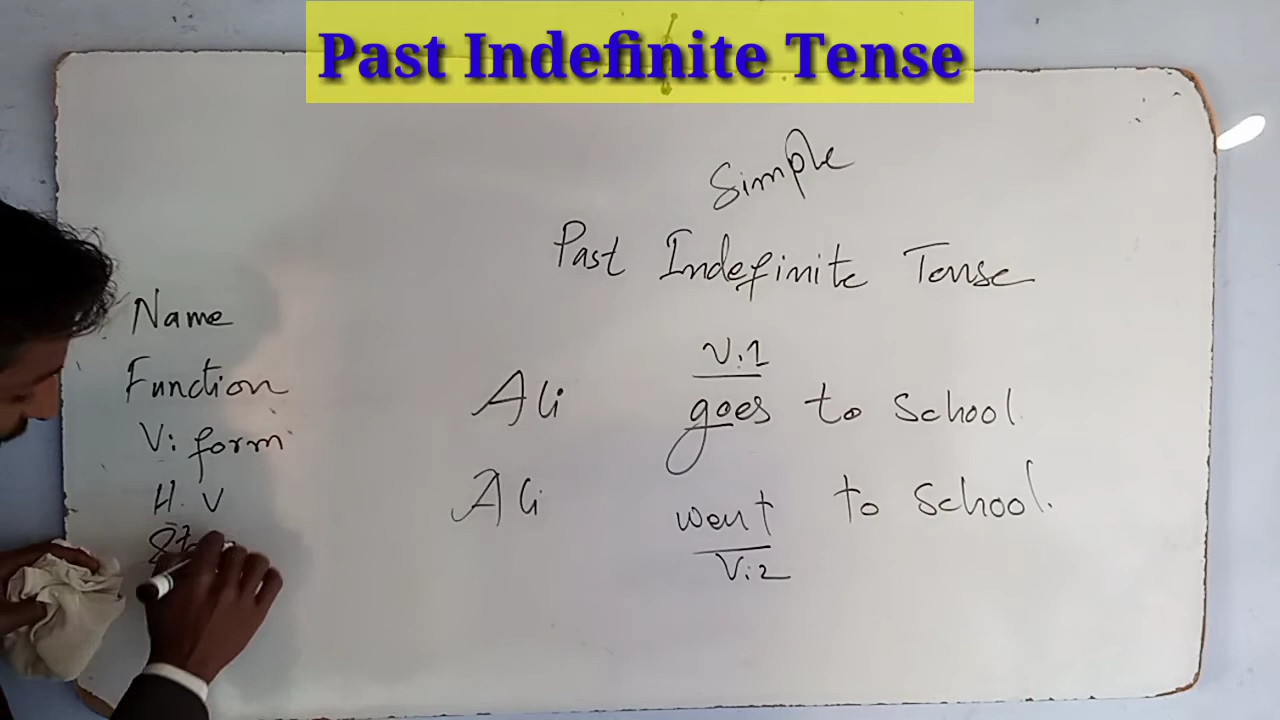 Past Indefinite Tense
Simple
Past Indefinite Tense
Name
Function
V: form
H. V
V:1
Ali goes to School
Ali went to School.
V:2